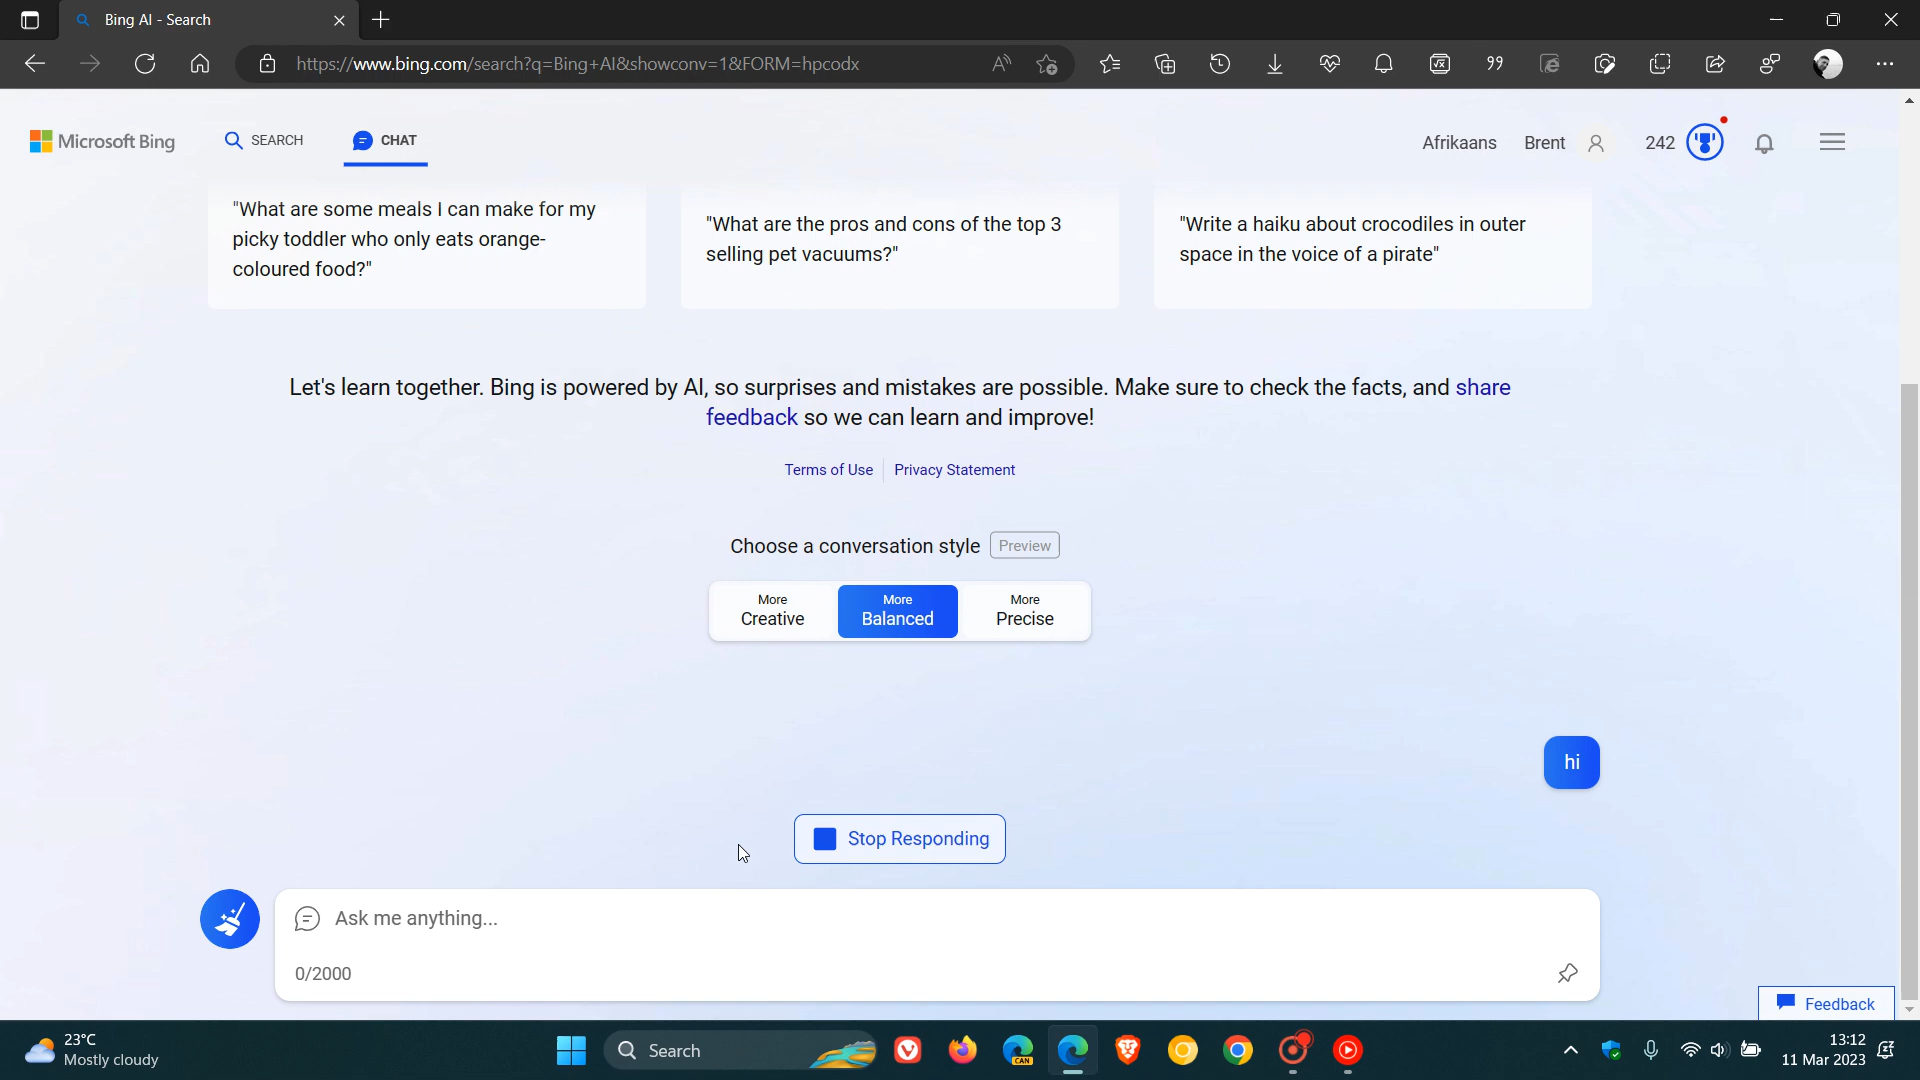 Bing AI - Search
https://www.bing.com/search?q=Bing+AI&showconv=1&FORM=hpcodx
Microsoft Bing
SEARCH
CHAT
Afrikaans
Brent
242
"What are some meals I can make for my
picky toddler who only eats orange-
coloured food?"
"What are the pros and cons of the top 3
selling pet vacuums?"
"Write a haiku about crocodiles in outer
space in the voice of a pirate"
Let's learn together. Bing is powered by AI, so surprises and mistakes are possible. Make sure to check the facts, and share
feedback so we can learn and improve!
Terms of Use
Privacy Statement
Choose a conversation style
Preview
More
Creative
More
Balanced
More
Precise
hi
Stop Responding
Ask me anything...
0/2000
Feedback
23°C
Mostly cloudy
Search
CAN
13:12
11 Mar 2023